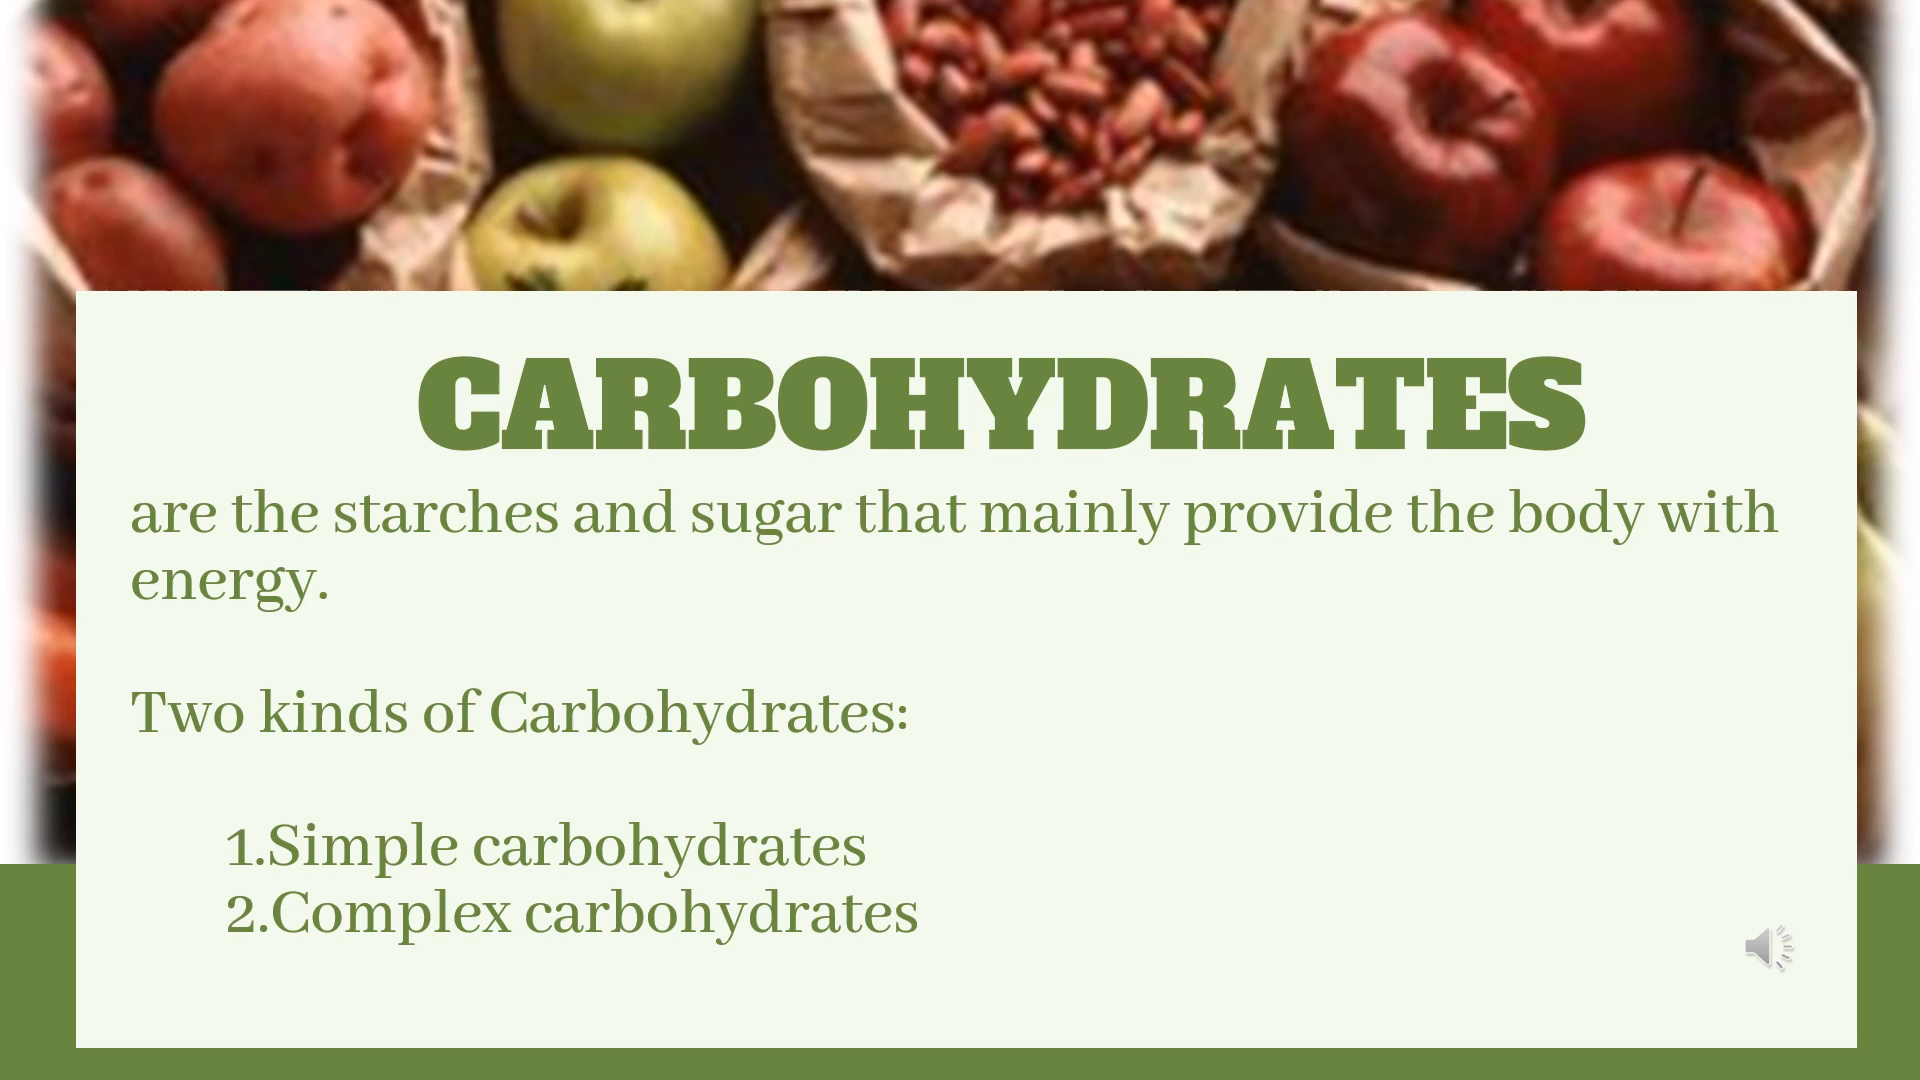 CARBOHYDRATES
are the starches and sugar that mainly provide the body with
energy.
Two kinds of Carbohydrates:
1.Simple carbohydrates
2.Complex carbohydrates